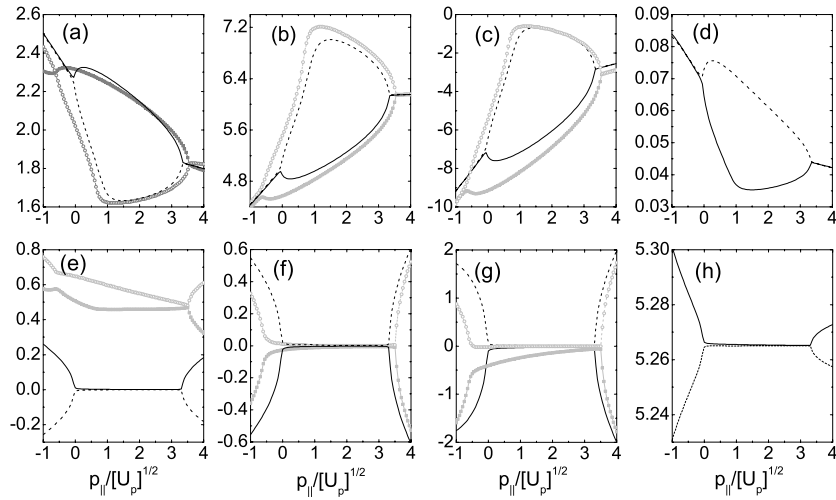 (a)
2.6
2.4
2.2
2.0
1.8
1.6
-1 0 1 2 3 4
(b)
7.2
6.4
5.6
4.8
-1 0 1 2 3 4
(c)
0
-2
-4
-6
-8
-10
-1 0 1 2 3 4
(d)
0.09
0.08
0.07
0.06
0.05
0.04
0.03
-1 0 1 2 3 4
(e)
0.8
0.6
0.4
0.2
0.0
-0.2
-1 0 1 2 3 4
p||/[Up]1/2
(f)
0.6
0.4
0.2
0.0
-0.2
-0.4
-0.6
-1 0 1 2 3 4
p||/[Up]1/2
(g)
2
1
0
-1
-2
-1 0 1 2 3 4
p||/[Up]1/2
(h)
5.30
5.28
5.26
5.24
-1 0 1 2 3 4
p||/[Up]1/2